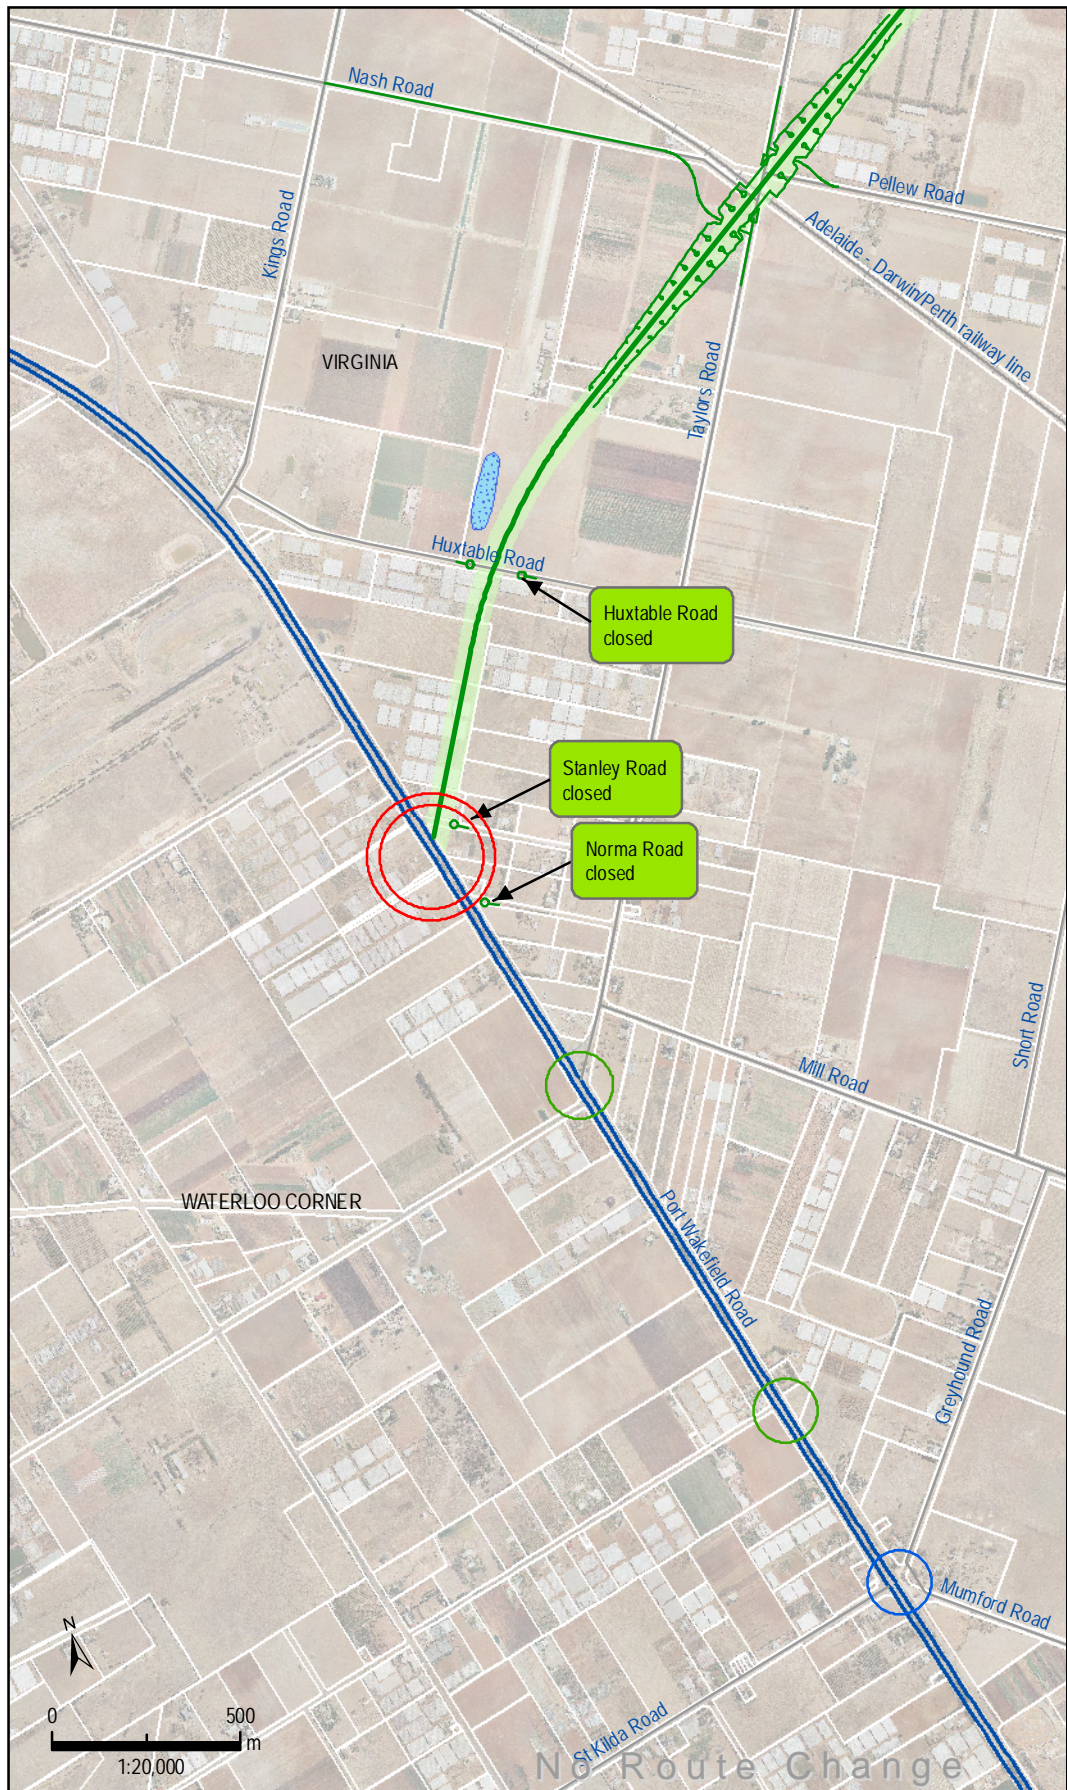 Nash Road
Pellew Road
Kings Road
Adelaide - Darwin/Perth railway line
VIRGINIA
Taylors Road
Huxtable Road
Huxtable Road
closed
Stanley Road
closed
Norma Road
closed
Short Road
Mill Road
WATERLOO CORNER
Port Wakefield Road
Greyhound Road
Mumford Road
N
0 500
m
1:20,000
St Kilda Road
No Route Change